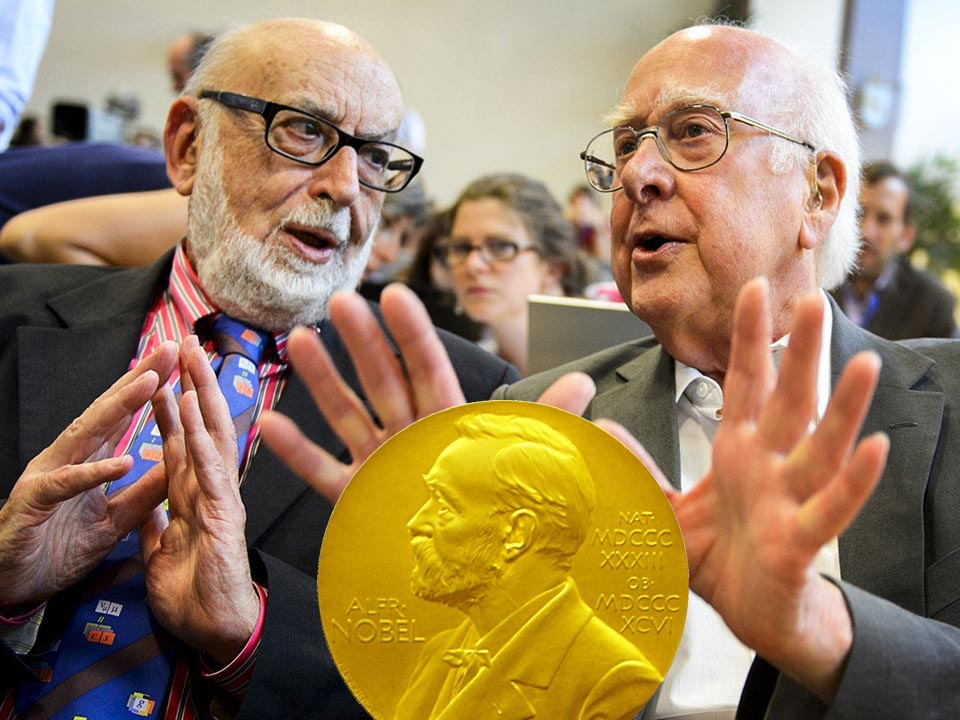 ALFR·
NOBEL
NAT·
MDCCC
XXXIII
OB·
MDCCC
XCVI